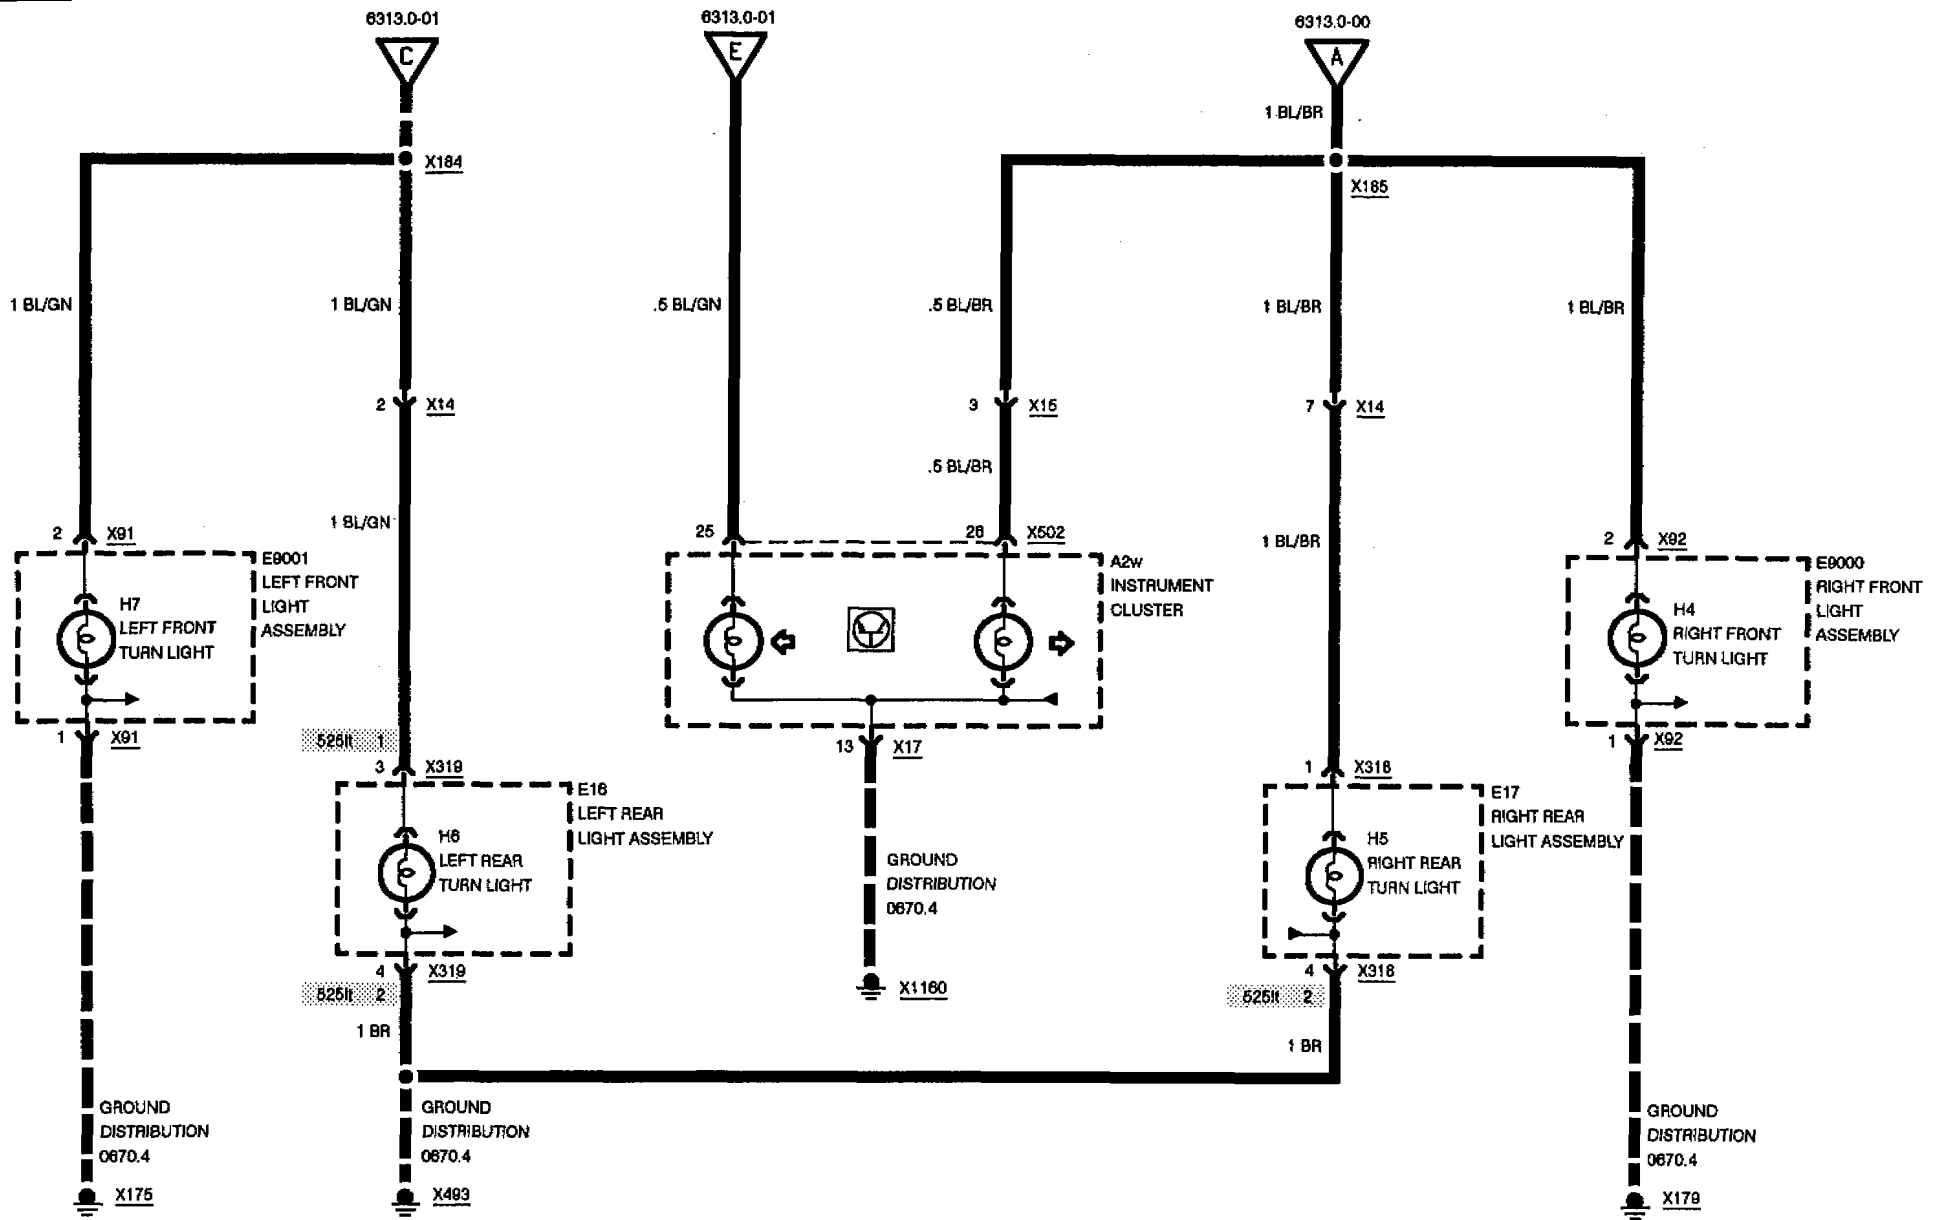 6313.0-01
C
6313.0-01
E
6313.0-00
A
1 BL/BR
X184
X185
1 BL/GN
1 BL/GN
.5 BL/GN
.5 BL/BR
1 BL/BR
1 BL/BR
2
X14
3
X15
7
X14
.5 BL/BR
1 BL/GN
1 BL/BR
2
X91
25
26
X502
2
X92
E9001
LEFT FRONT
LIGHT
ASSEMBLY
H7
LEFT FRONT
TURN LIGHT
A2w
INSTRUMENT
CLUSTER
E9000
RIGHT FRONT
LIGHT
ASSEMBLY
H4
RIGHT FRONT
TURN LIGHT
1
X91
525It 1
3
X319
13
X17
1
X318
1
X92
E16
LEFT REAR
LIGHT ASSEMBLY
H6
LEFT REAR
TURN LIGHT
E17
RIGHT REAR
LIGHT ASSEMBLY
H5
RIGHT REAR
TURN LIGHT
GROUND
DISTRIBUTION
0670.4
4
X319
525It 2
1 BR
X1160
4
X318
525It 2
1 BR
GROUND
DISTRIBUTION
0670.4
X175
GROUND
DISTRIBUTION
0670.4
X493
GROUND
DISTRIBUTION
0670.4
X179